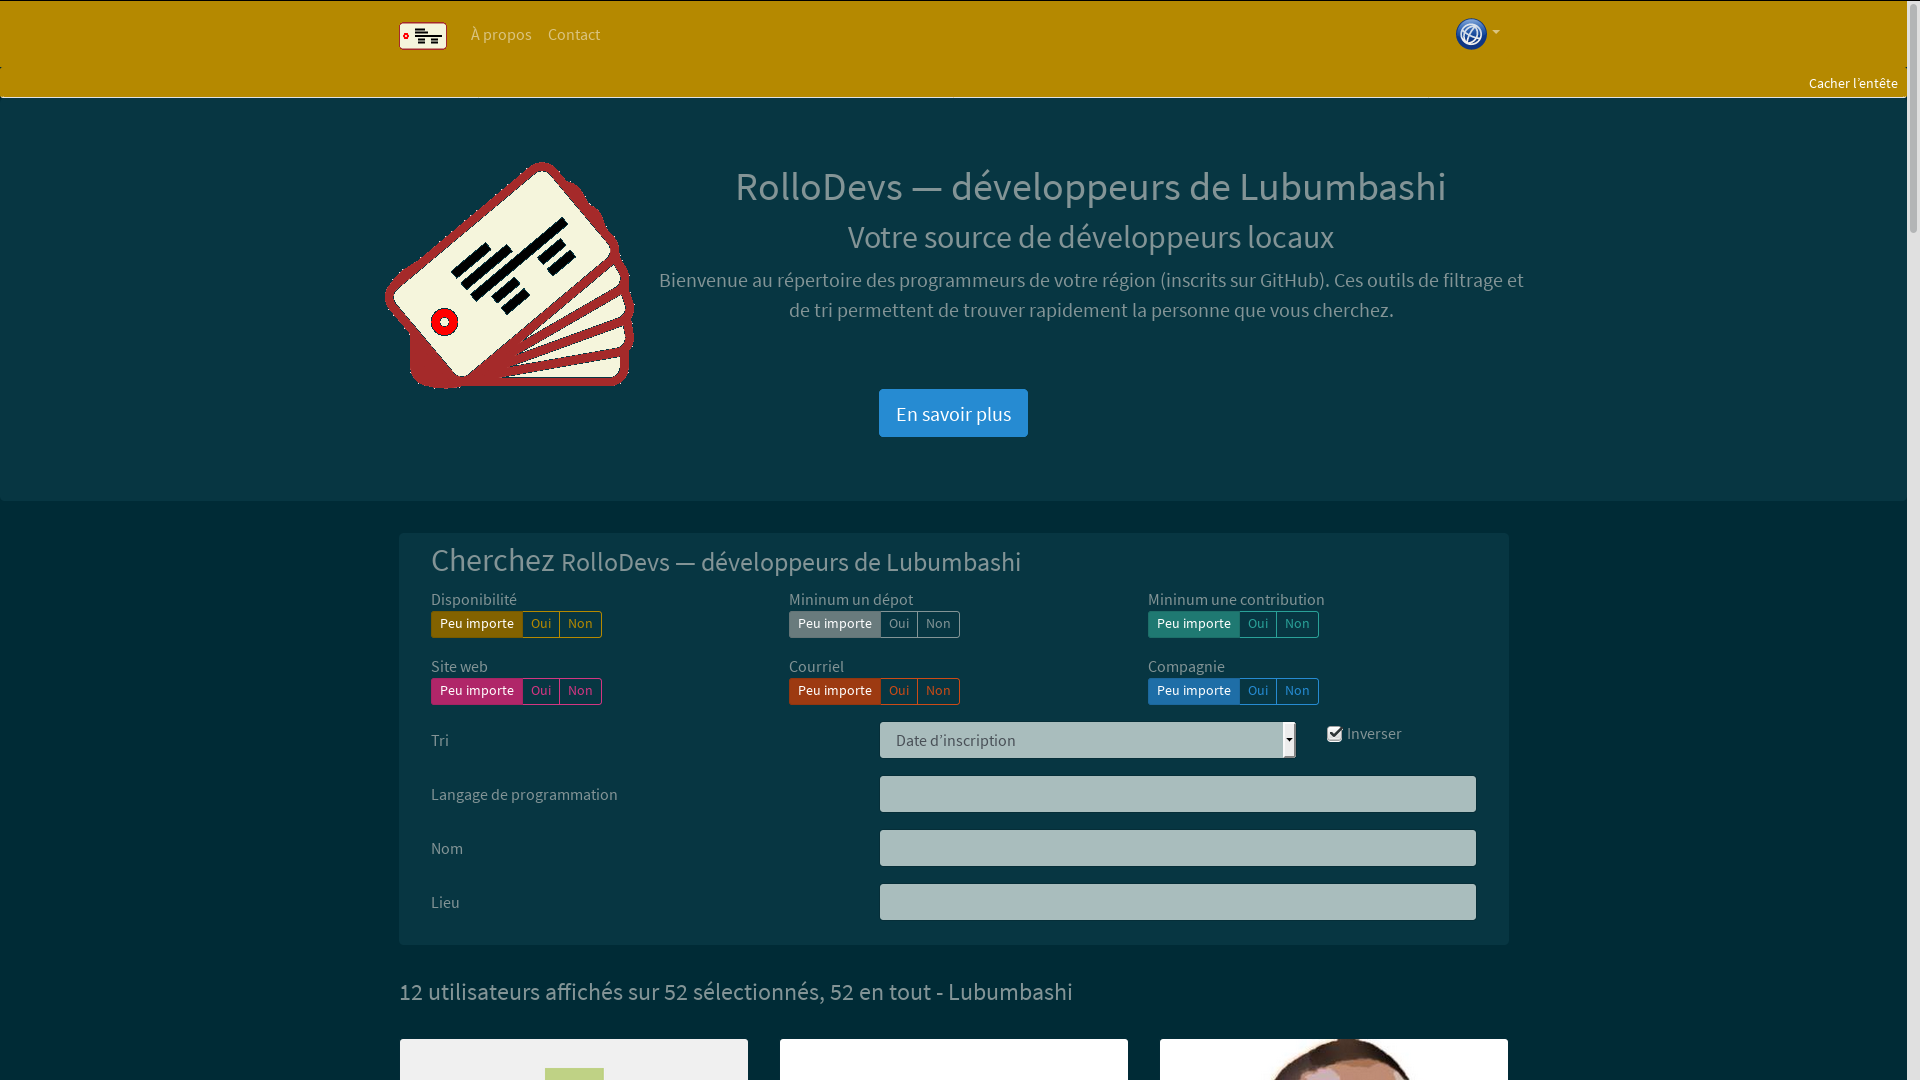 À propos
Contact
Cacher l'entête
RolloDevs — développeurs de Lubumbashi
Votre source de développeurs locaux
Bienvenue au répertoire des programmeurs de votre région (inscrits sur GitHub). Ces outils de filtrage et
de tri permettent de trouver rapidement la personne que vous cherchez.
En savoir plus
Cherchez RolloDevs — développeurs de Lubumbashi
Disponibilité
Peu importe Oui Non
Mininum un dépot
Peu importe Oui Non
Mininum une contribution
Peu importe Oui Non
Site web
Peu importe Oui Non
Courriel
Peu importe Oui Non
Compagnie
Peu importe Oui Non
Tri
Date d’inscription
Inverser
Langage de programmation
Nom
Lieu
12 utilisateurs affichés sur 52 sélectionnés, 52 en tout - Lubumbashi